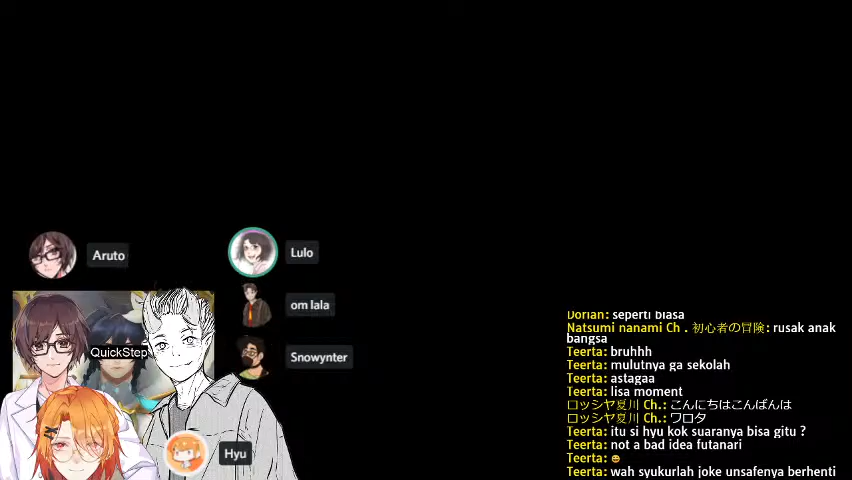 Aruto
Lulo
om lala
QuickStep
Snowynter
Hyu
Dorian: seperti biasa
Natsumi nanami Ch . 初心者の冒険: rusak anak
bangsa
Teerta: bruhhh
Teerta: mulutnya ga sekolah
Teerta: astagaa
Teerta: lisa moment
ロッシヤ夏川 Ch.: こんにちはこんばんは
ロッシヤ夏川 Ch.: ワロタ
Teerta: itu si hyu kok suaranya bisa gitu ?
Teerta: not a bad idea futanari
Teerta:
Teerta: wah syukurlah joke unsafenya berhenti